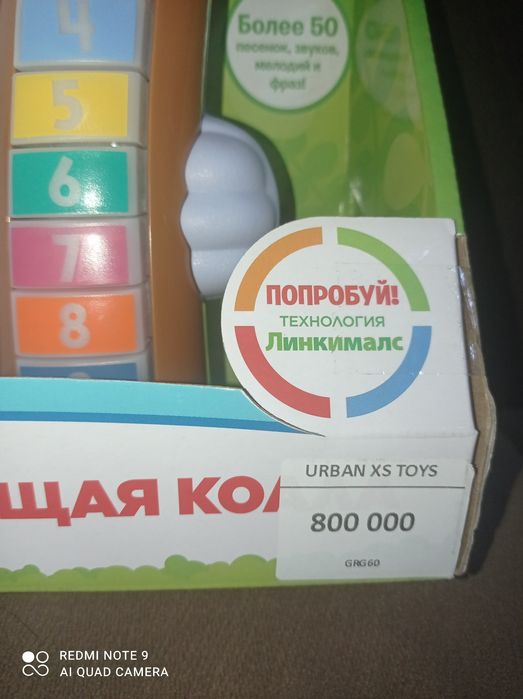 4
5
6
7
8
Более 50
песенок, звуков,
мелодий и
фраз!
ПОПРОБУЙ!
ТЕХНОЛОГИЯ
Линкималс
ЩАЯ КОА
URBAN XS TOYS
800 000
GRG60
REDMI NOTE 9
AI QUAD CAMERA